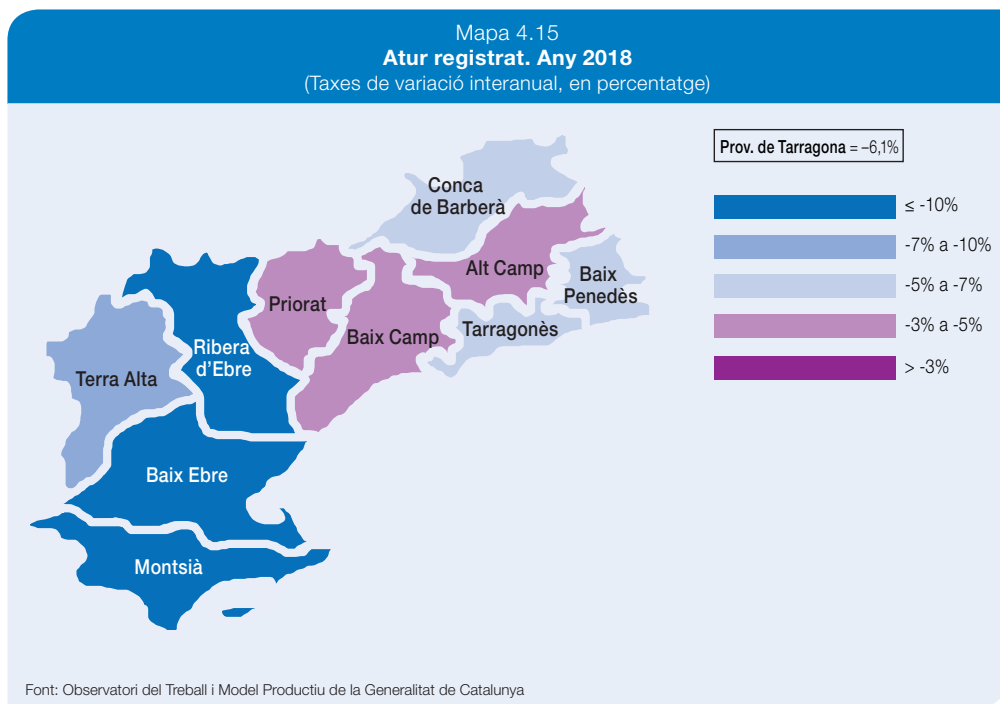 Mapa 4.15
Atur registrat. Any 2018
(Taxes de variació interanual, en percentatge)
Prov. de Tarragona = –6,1%
≤ -10%
-7% a -10%
-5% a -7%
-3% a -5%
> -3%
Conca
de Barberà
Alt Camp
Baix
Penedès
Priorat
Baix Camp
Tarragonès
Ribera
d’Ebre
Terra Alta
Baix Ebre
Montsià
Font: Observatori del Treball i Model Productiu de la Generalitat de Catalunya